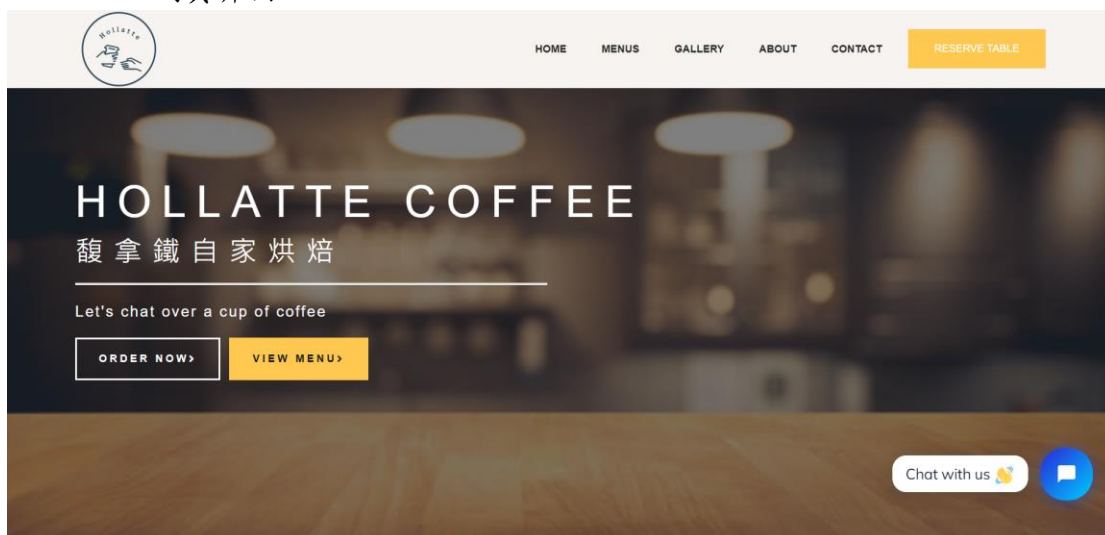 Hollatte
HOME MENUS GALLERY ABOUT CONTACT RESERVE TABLE
HOLLATTE COFFEE
馥拿鐵自家烘焙
Let's chat over a cup of coffee
ORDER NOW> VIEW MENU>
Chat with us 👋